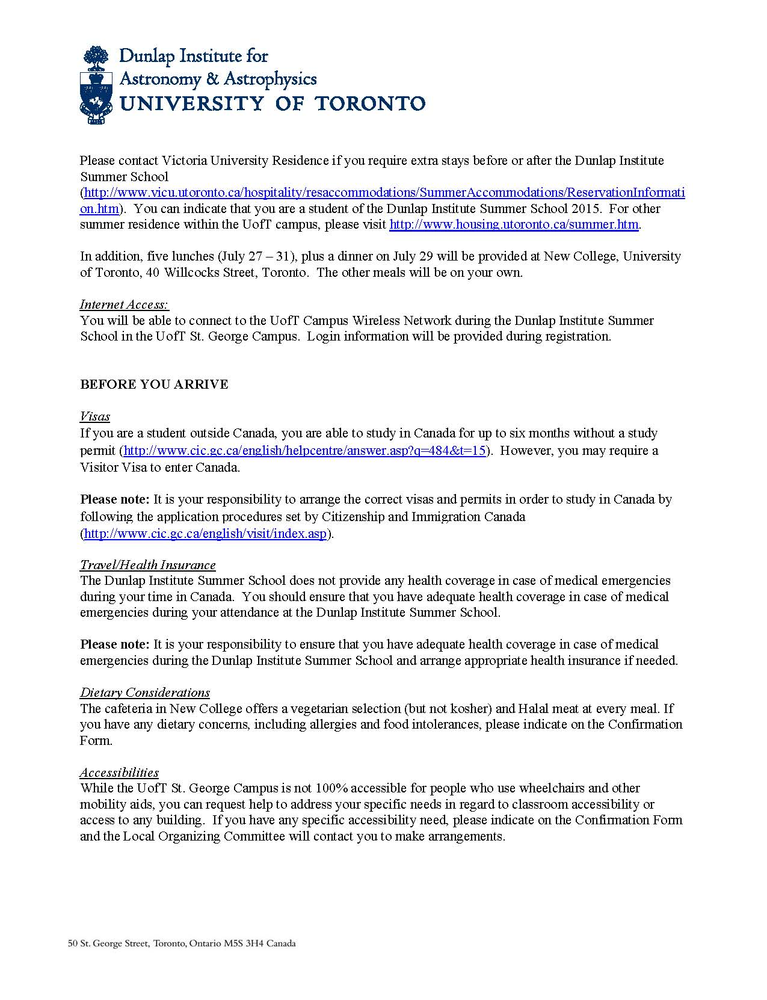 Dunlap Institute for
Astronomy & Astrophysics
UNIVERSITY OF TORONTO
Please contact Victoria University Residence if you require extra stays before or after the Dunlap Institute
Summer School
(http://www.vicu.utoronto.ca/hospitality/resaccommodations/SummerAccommodations/ReservationInformati
on.htm).  You can indicate that you are a student of the Dunlap Institute Summer School 2015.  For other
summer residence within the UofT campus, please visit http://www.housing.utoronto.ca/summer.htm.
In addition, five lunches (July 27 – 31), plus a dinner on July 29 will be provided at New College, University
of Toronto, 40 Willcocks Street, Toronto.  The other meals will be on your own.
Internet Access:
You will be able to connect to the UofT Campus Wireless Network during the Dunlap Institute Summer
School in the UofT St. George Campus.  Login information will be provided during registration.
BEFORE YOU ARRIVE
Visas
If you are a student outside Canada, you are able to study in Canada for up to six months without a study
permit (http://www.cic.gc.ca/english/helpcentre/answer.asp?q=484&t=15).  However, you may require a
Visitor Visa to enter Canada.
Please note: It is your responsibility to arrange the correct visas and permits in order to study in Canada by
following the application procedures set by Citizenship and Immigration Canada
(http://www.cic.gc.ca/english/visit/index.asp).
Travel/Health Insurance
The Dunlap Institute Summer School does not provide any health coverage in case of medical emergencies
during your time in Canada.  You should ensure that you have adequate health coverage in case of medical
emergencies during your attendance at the Dunlap Institute Summer School.
Please note: It is your responsibility to ensure that you have adequate health coverage in case of medical
emergencies during the Dunlap Institute Summer School and arrange appropriate health insurance if needed.
Dietary Considerations
The cafeteria in New College offers a vegetarian selection (but not kosher) and Halal meat at every meal. If
you have any dietary concerns, including allergies and food intolerances, please indicate on the Confirmation
Form.
Accessibilities
While the UofT St. George Campus is not 100% accessible for people who use wheelchairs and other
mobility aids, you can request help to address your specific needs in regard to classroom accessibility or
access to any building.  If you have any specific accessibility need, please indicate on the Confirmation Form
and the Local Organizing Committee will contact you to make arrangements.
50 St. George Street, Toronto, Ontario M5S 3H4 Canada